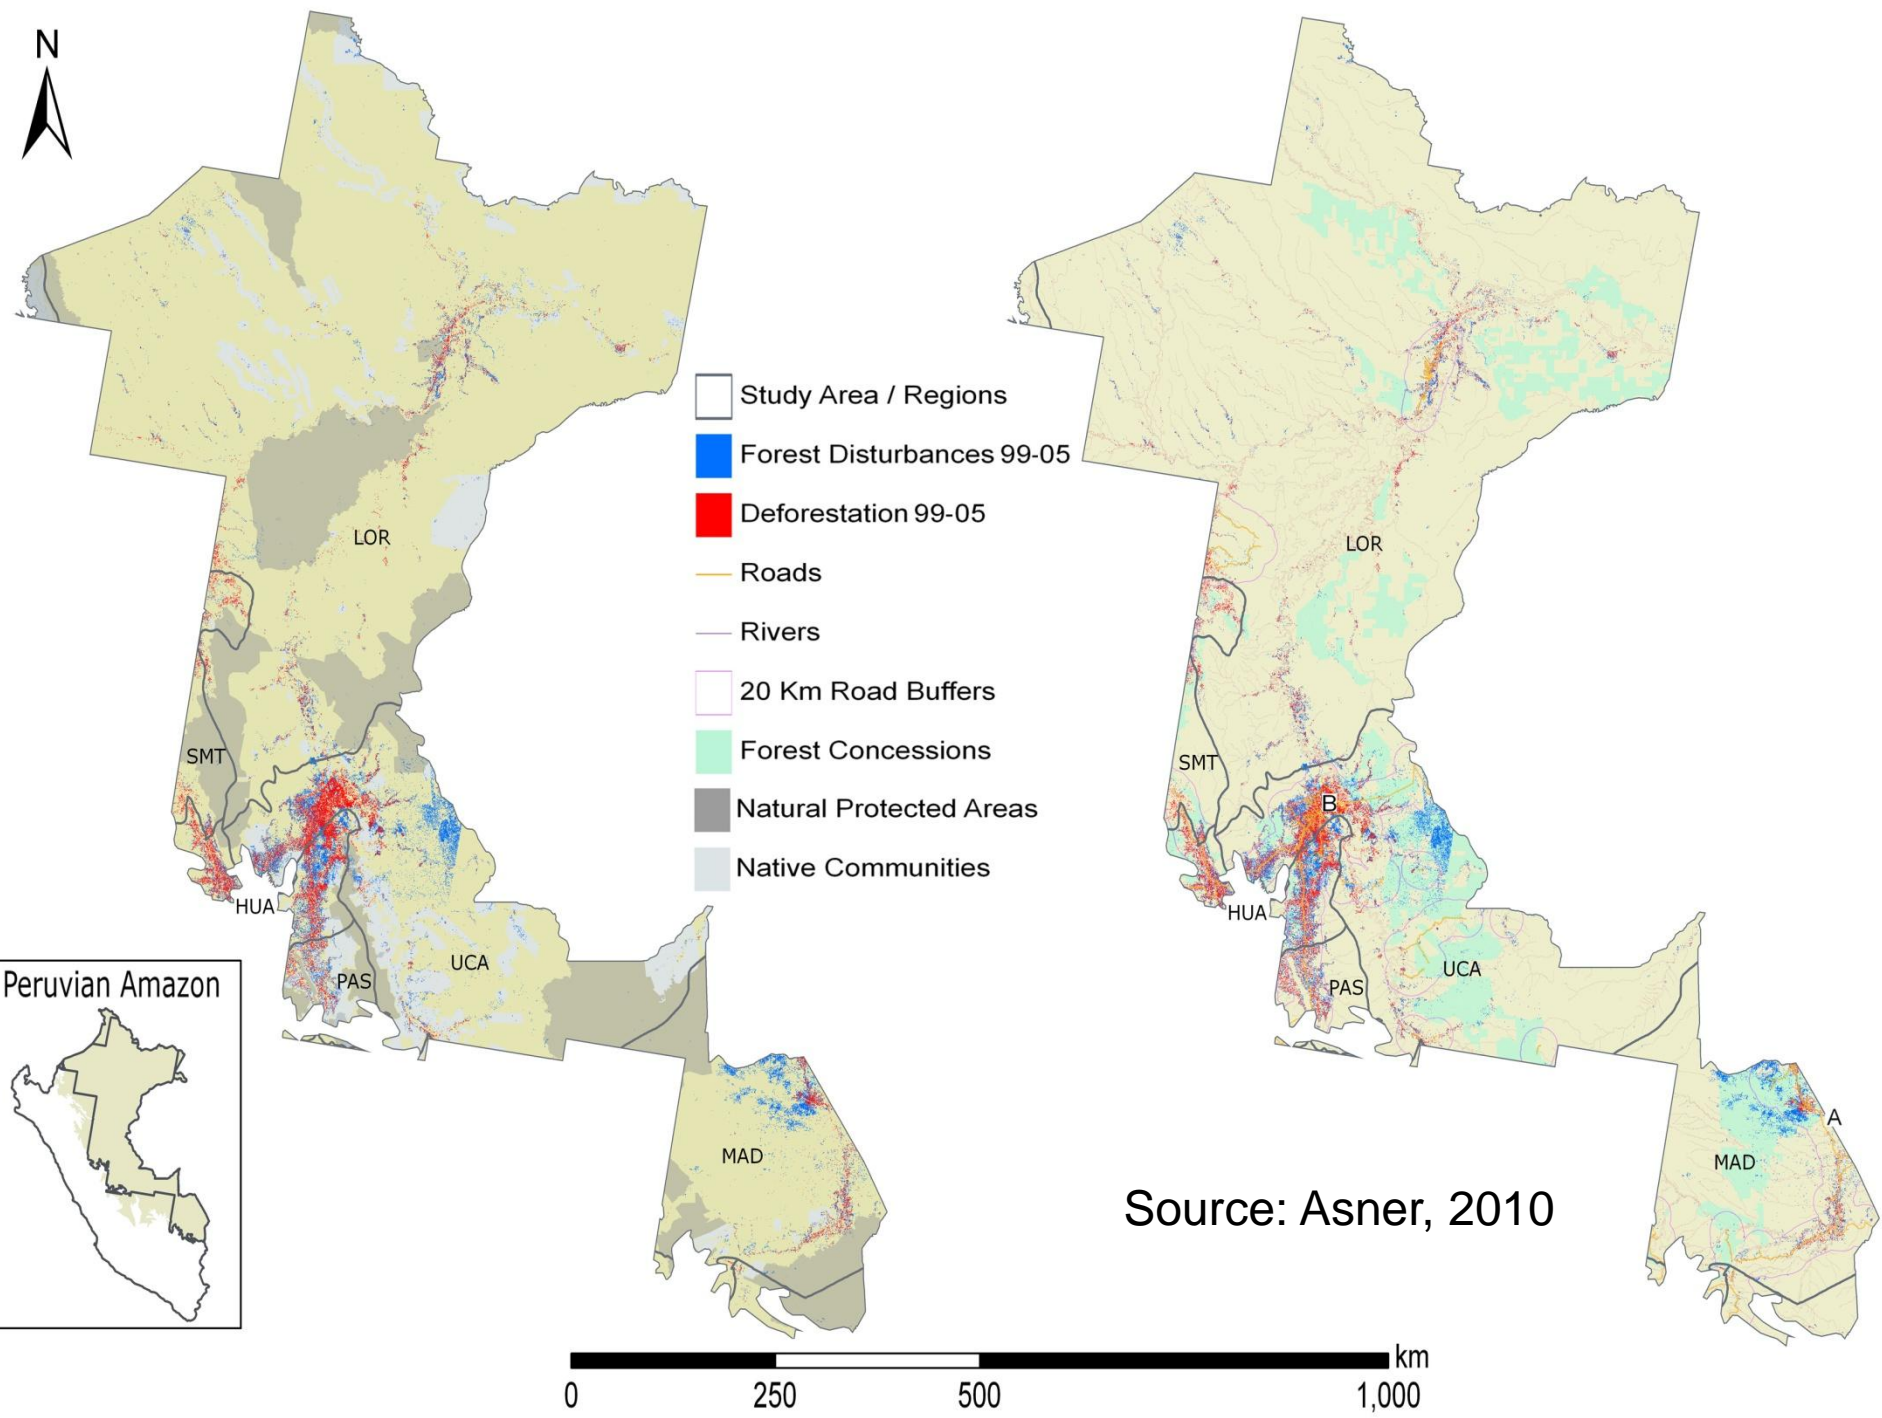 N
Study Area / Regions
Forest Disturbances 99-05
Deforestation 99-05
Roads
Rivers
20 Km Road Buffers
Forest Concessions
Natural Protected Areas
Native Communities
LOR
SMT
HUA
PAS
UCA
MAD
LOR
SMT
B
HUA
PAS
UCA
A
MAD
Peruvian Amazon
Source: Asner, 2010
km
0 250 500 1,000